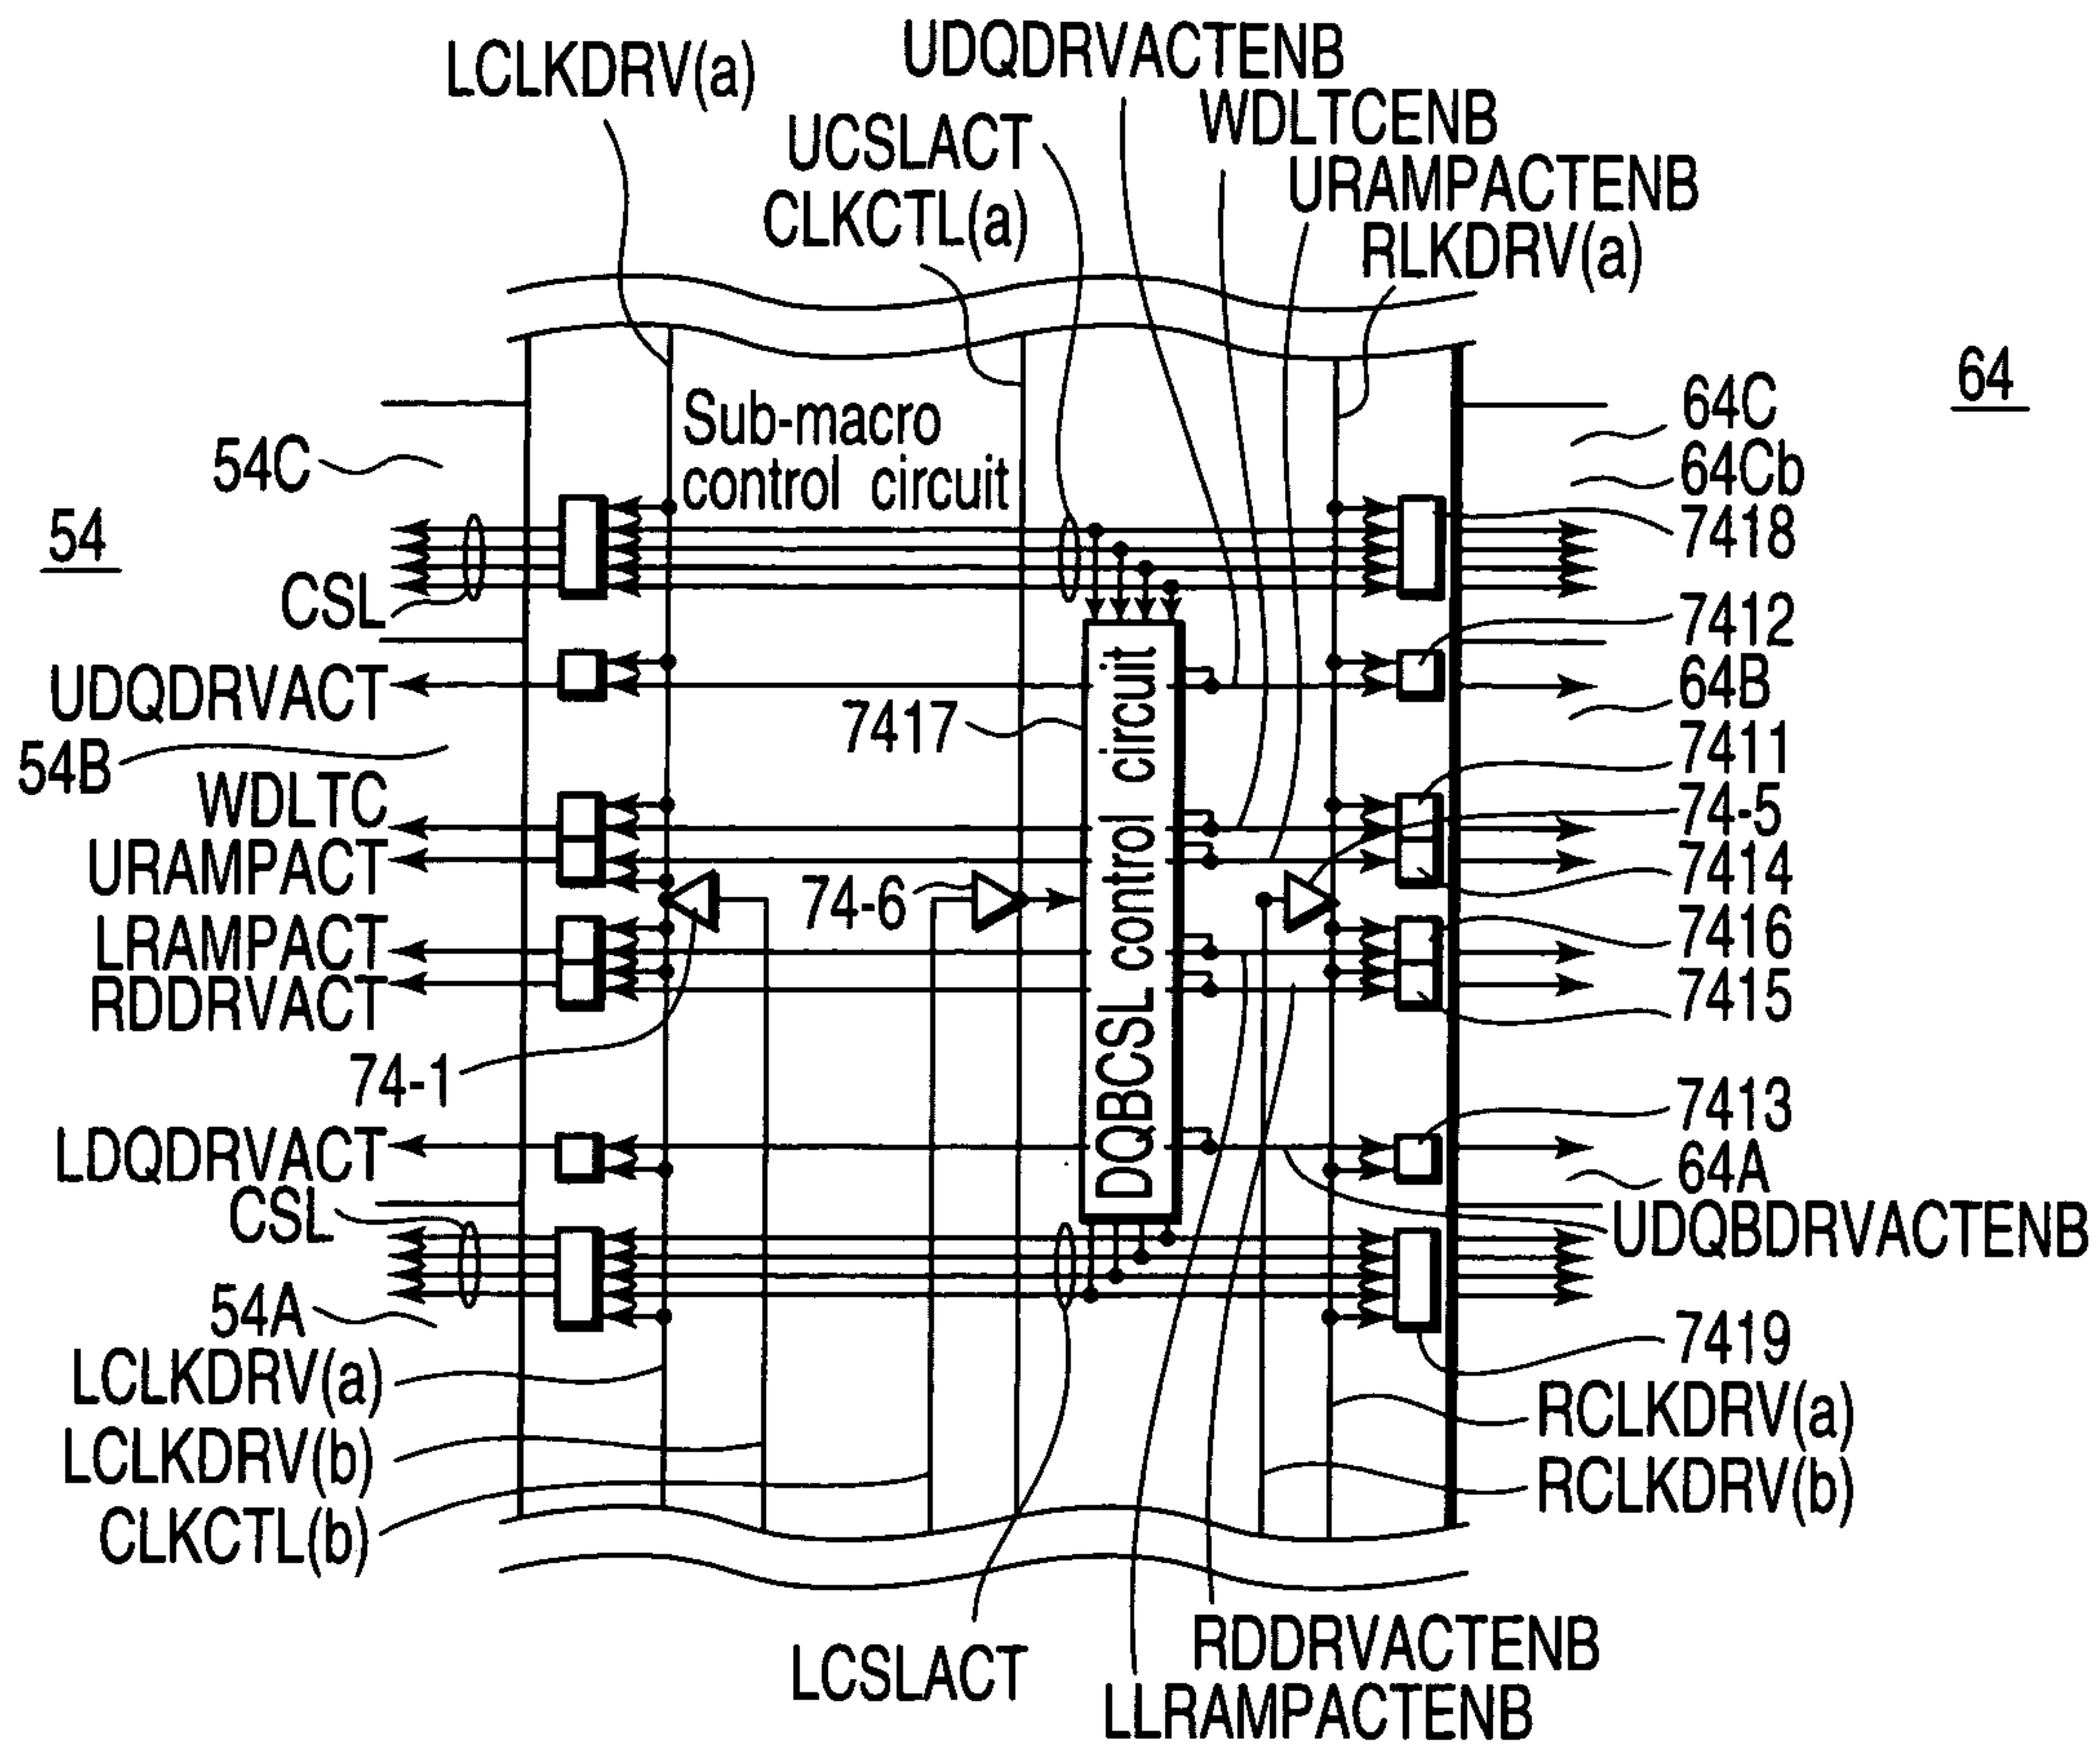 UDQDRVACTENB
LCLKDRV(a)
WDLTCENB
UCSLACT
URAMPACTENB
CLKCTL(a)
RLKDRV(a)
64
64C
Sub-macro
control circuit
54C
64Cb
7418
54
CSL
7412
UDQDRVACT
64B
7417
7411
54B
WDLTC
74-5
URAMPACT
7414
74-6
LRAMPACT
7416
RDDRVACT
7415
DQBCSL control circuit
74-1
7413
LDQDRVACT
64A
CSL
UDQBDRVACTENB
54A
7419
LCLKDRV(a)
RCLKDRV(a)
LCLKDRV(b)
RCLKDRV(b)
CLKCTL(b)
RDDRVACTENB
LCSLACT
LLRAMPACTENB